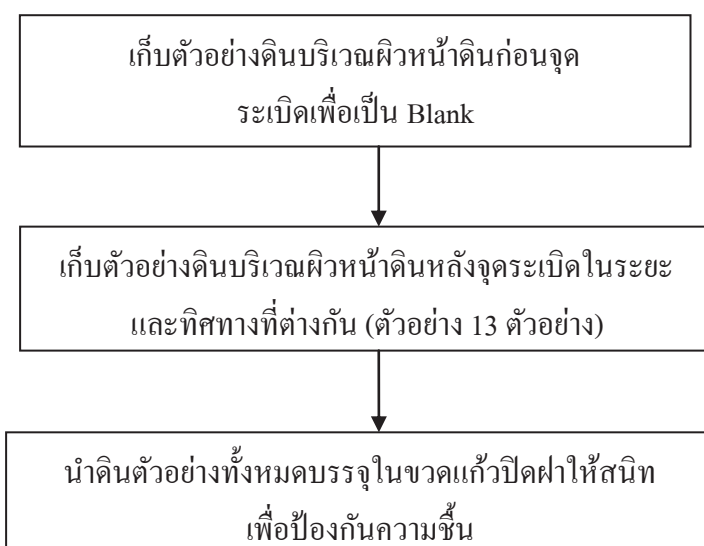 เก็บตัวอย่างดินบริเวณผิวหน้าดินก่อนจุด
ระเบิดเพื่อเป็น Blank
เก็บตัวอย่างดินบริเวณผิวหน้าดินหลังจุดระเบิดในระยะ
และทิศทางที่ต่างกัน (ตัวอย่าง 13 ตัวอย่าง)
นำดินตัวอย่างทั้งหมดบรรจุในขวดแก้วปิดฝาให้สนิท
เพื่อป้องกันความชื้น